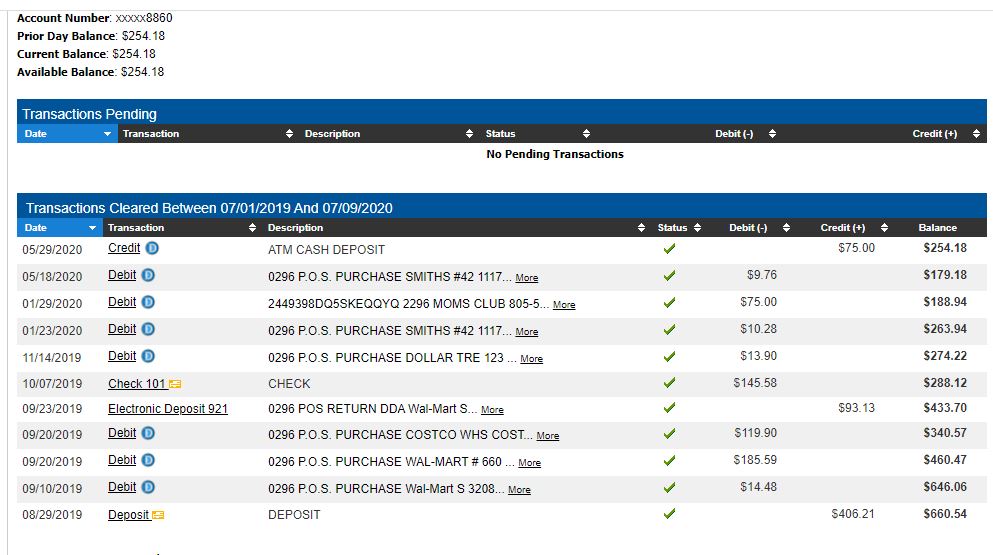 Account Number: xxxxx8860
Prior Day Balance: $254.18
Current Balance: $254.18
Available Balance: $254.18
Transactions Pending
Date Transaction Description Status Debit (-) Credit (+)
No Pending Transactions
Transactions Cleared Between 07/01/2019 And 07/09/2020
Date Transaction Description Status Debit (-) Credit (+) Balance
05/29/2020 Credit D ATM CASH DEPOSIT $75.00 $254.18
05/18/2020 Debit D 0296 P.O.S. PURCHASE SMITHS #42 1117... More $9.76 $179.18
01/29/2020 Debit D 2449398DQ5SKEQQYQ 2296 MOMS CLUB 805-5... More $75.00 $188.94
01/23/2020 Debit D 0296 P.O.S. PURCHASE SMITHS #42 1117... More $10.28 $263.94
11/14/2019 Debit D 0296 P.O.S. PURCHASE DOLLAR TRE 123 ... More $13.90 $274.22
10/07/2019 Check 101 CHECK $145.58 $288.12
09/23/2019 Electronic Deposit 921 0296 POS RETURN DDA Wal-Mart S... More $93.13 $433.70
09/20/2019 Debit D 0296 P.O.S. PURCHASE COSTCO WHS COST... More $119.90 $340.57
09/20/2019 Debit D 0296 P.O.S. PURCHASE WAL-MART # 660 ... More $185.59 $460.47
09/10/2019 Debit D 0296 P.O.S. PURCHASE Wal-Mart S 3208... More $14.48 $646.06
08/29/2019 Deposit DEPOSIT $406.21 $660.54